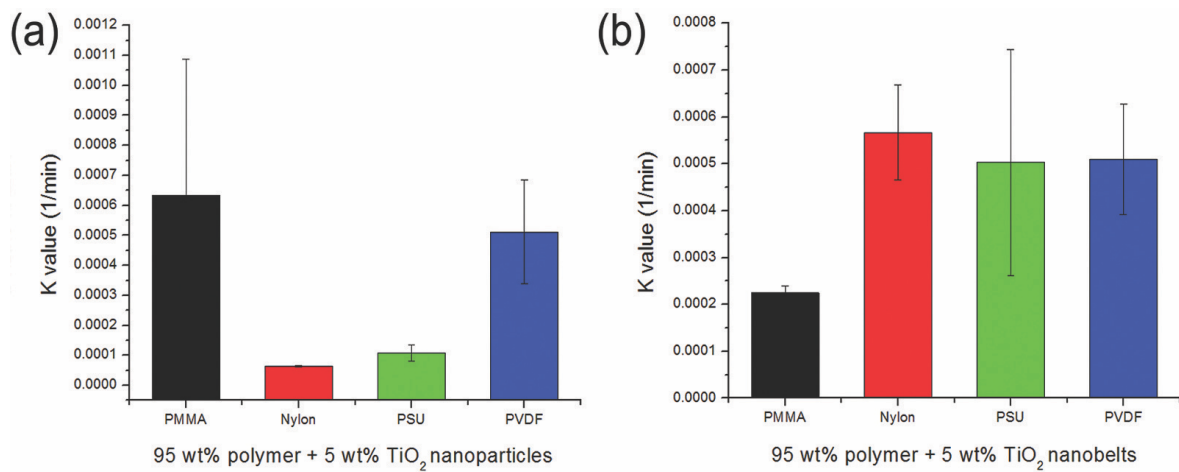 (a)
0.0012
0.0011
0.0010
0.0009
0.0008
0.0007
0.0006
0.0005
0.0004
0.0003
0.0002
0.0001
0.0000
K value (1/min)
PMMA Nylon PSU PVDF
95 wt% polymer + 5 wt% TiO₂ nanoparticles
(b)
0.0008
0.0007
0.0006
0.0005
0.0004
0.0003
0.0002
0.0001
0.0000
K value (1/min)
PMMA Nylon PSU PVDF
95 wt% polymer + 5 wt% TiO₂ nanobelts